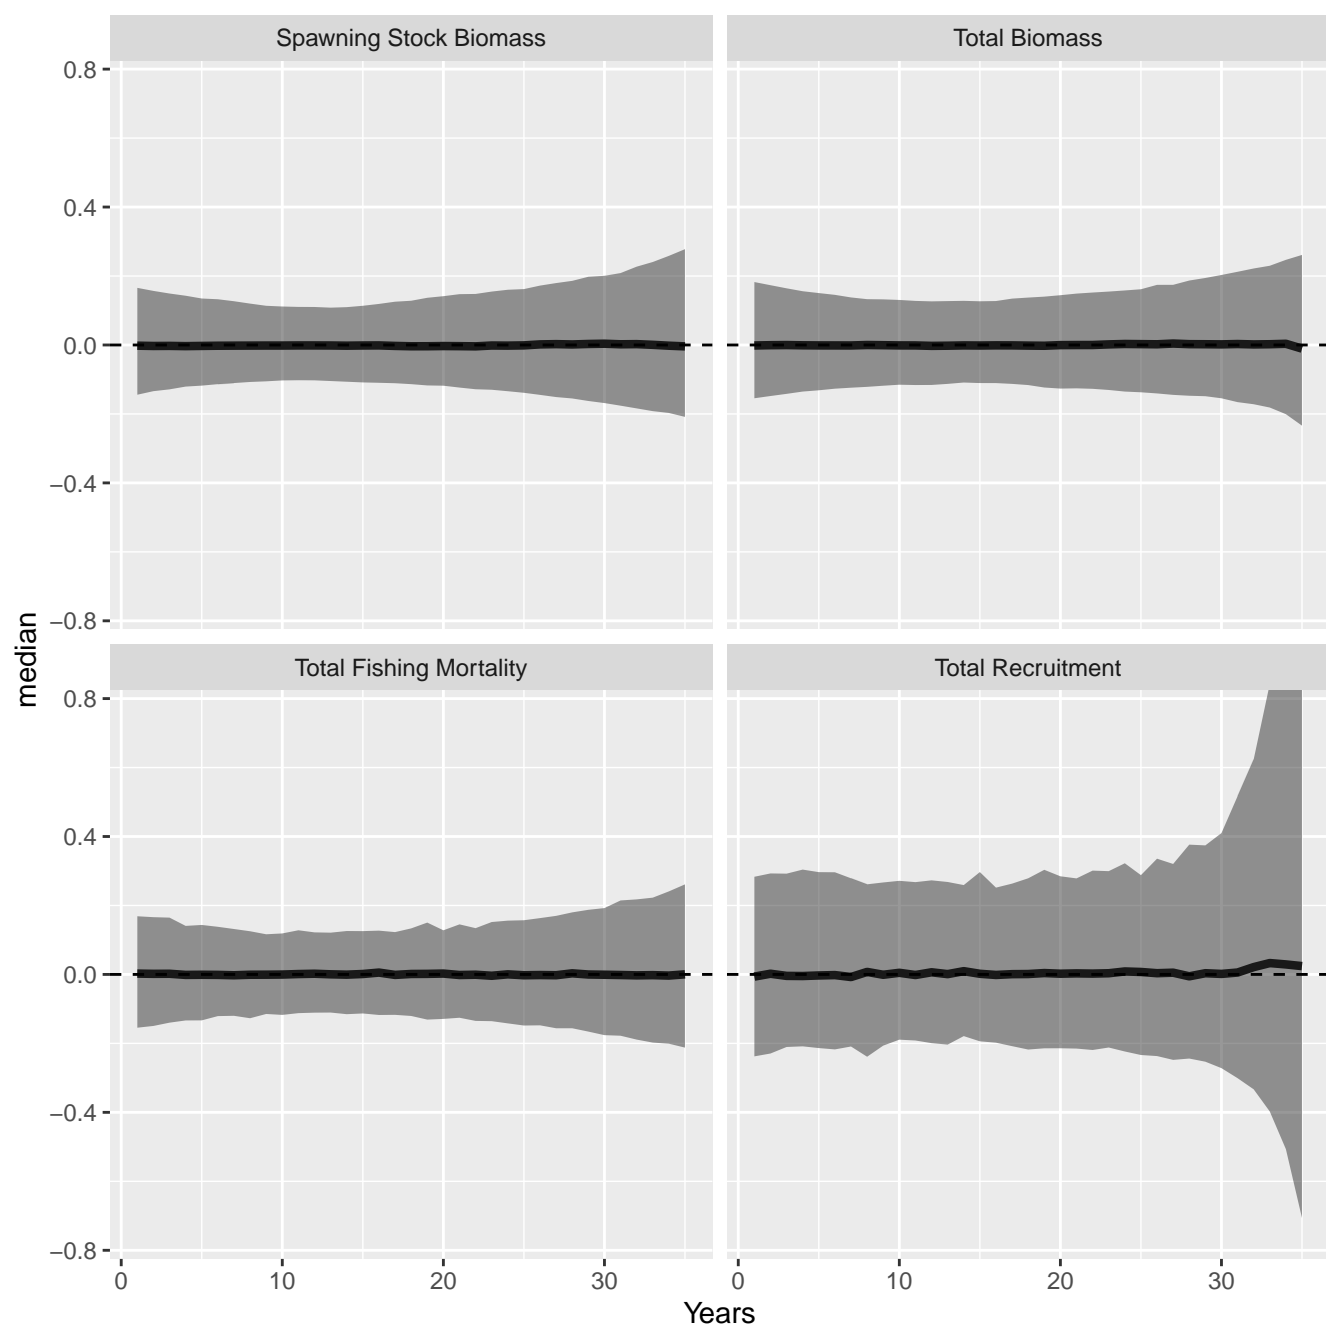 Spawning Stock Biomass
Total Biomass
0.8
0.4
0.0
−0.4
−0.8
Total Fishing Mortality
Total Recruitment
0.8
0.4
0.0
−0.4
−0.8
0 10 20 30
0 10 20 30
Years
median